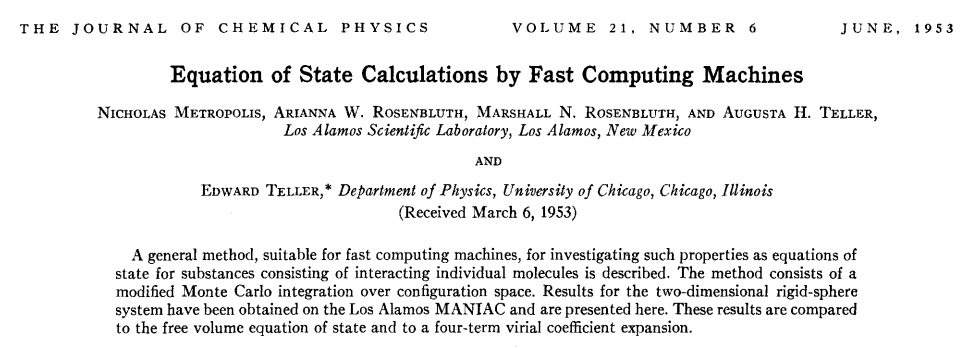 THE JOURNAL OF CHEMICAL PHYSICS VOLUME 21, NUMBER 6 JUNE, 1953
Equation of State Calculations by Fast Computing Machines
NICHOLAS METROPOLIS, ARIANNA W. ROSENBLUTH, MARSHALL N. ROSENBLUTH, AND AUGUSTA H. TELLER,
Los Alamos Scientific Laboratory, Los Alamos, New Mexico
AND
EDWARD TELLER,* Department of Physics, University of Chicago, Chicago, Illinois
(Received March 6, 1953)
A general method, suitable for fast computing machines, for investigating such properties as equations of
state for substances consisting of interacting individual molecules is described. The method consists of a
modified Monte Carlo integration over configuration space. Results for the two-dimensional rigid-sphere
system have been obtained on the Los Alamos MANIAC and are presented here. These results are compared
to the free volume equation of state and to a four-term virial coefficient expansion.